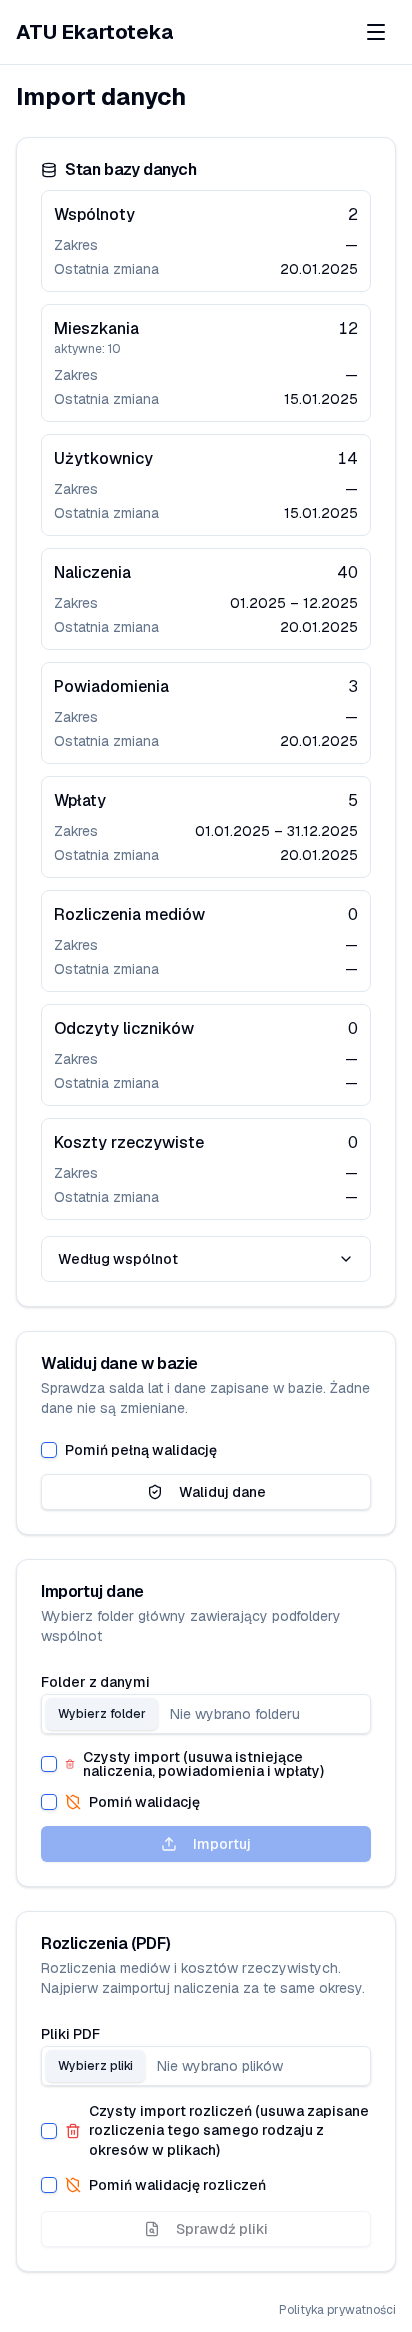 ATU Ekartoteka
Import danych
Stan bazy danych
Wspólnoty 2
Zakres —
Ostatnia zmiana 20.01.2025
Mieszkania 12
aktywne: 10
Zakres —
Ostatnia zmiana 15.01.2025
Użytkownicy 14
Zakres —
Ostatnia zmiana 15.01.2025
Naliczenia 40
Zakres 01.2025 – 12.2025
Ostatnia zmiana 20.01.2025
Powiadomienia 3
Zakres —
Ostatnia zmiana 20.01.2025
Wpłaty 5
Zakres 01.01.2025 – 31.12.2025
Ostatnia zmiana 20.01.2025
Rozliczenia mediów 0
Zakres —
Ostatnia zmiana —
Odczyty liczników 0
Zakres —
Ostatnia zmiana —
Koszty rzeczywiste 0
Zakres —
Ostatnia zmiana —
Według wspólnot
Waliduj dane w bazie
Sprawdza salda lat i dane zapisane w bazie. Żadne
dane nie są zmieniane.
Pomiń pełną walidację
Waliduj dane
Importuj dane
Wybierz folder główny zawierający podfoldery
wspólnot
Folder z danymi
Wybierz folder Nie wybrano folderu
Czysty import (usuwa istniejące
naliczenia, powiadomienia i wpłaty)
Pomiń walidację
Importuj
Rozliczenia (PDF)
Rozliczenia mediów i kosztów rzeczywistych.
Najpierw zaimportuj naliczenia za te same okresy.
Pliki PDF
Wybierz pliki Nie wybrano plików
Czysty import rozliczeń (usuwa zapisane
rozliczenia tego samego rodzaju z
okresów w plikach)
Pomiń walidację rozliczeń
Sprawdź pliki
Polityka prywatności